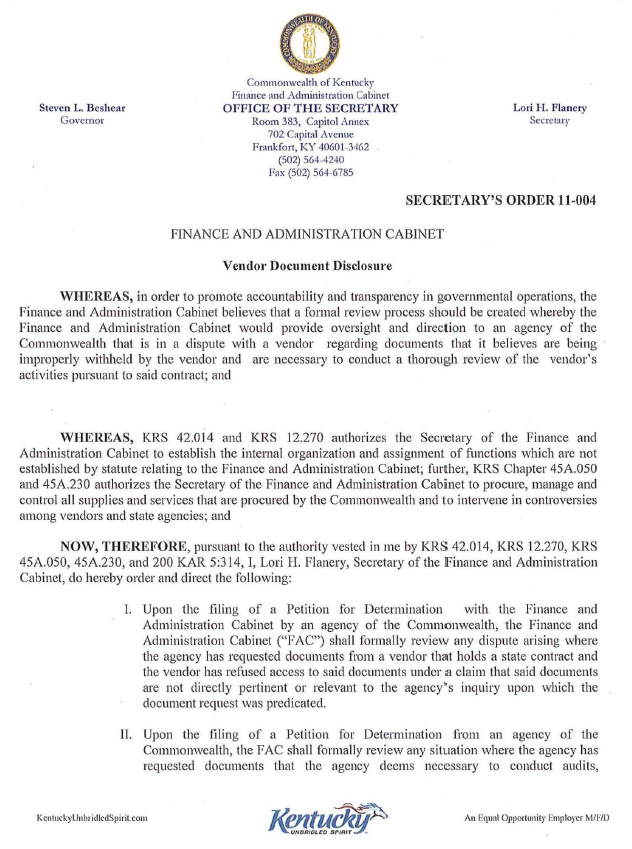 COMMONWEALTH OF KENTUCKY
Commonwealth of Kentucky
Finance and Administration Cabinet
Steven L. Beshear OFFICE OF THE SECRETARY Lori H. Flanery
Governor Room 383, Capitol Annex Secretary
702 Capital Avenue
Frankfort, KY 40601-3462
(502) 564-4240
Fax (502) 564-6785
SECRETARY'S ORDER 11-004
FINANCE AND ADMINISTRATION CABINET
Vendor Document Disclosure
WHEREAS, in order to promote accountability and transparency in governmental operations, the
Finance and Administration Cabinet believes that a formal review process should be created whereby the
Finance and Administration Cabinet would provide oversight and direction to an agency of the
Commonwealth that is in a dispute with a vendor regarding documents that it believes are being
improperly withheld by the vendor and are necessary to conduct a thorough review of the vendor's
activities pursuant to said contract; and
WHEREAS, KRS 42.014 and KRS 12.270 authorizes the Secretary of the Finance and
Administration Cabinet to establish the internal organization and assignment of functions which are not
established by statute relating to the Finance and Administration Cabinet; further, KRS Chapter 45A.050
and 45A.230 authorizes the Secretary of the Finance and Administration Cabinet to procure, manage and
control all supplies and services that are procured by the Commonwealth and to intervene in controversies
among vendors and state agencies; and
NOW, THEREFORE, pursuant to the authority vested in me by KRS 42.014, KRS 12.270, KRS
45A.050, 45A.230, and 200 KAR 5:314, I, Lori H. Flanery, Secretary of the Finance and Administration
Cabinet, do hereby order and direct the following:
I. Upon the filing of a Petition for Determination with the Finance and
Administration Cabinet by an agency of the Commonwealth, the Finance and
Administration Cabinet ("FAC") shall formally review any dispute arising where
the agency has requested documents from a vendor that holds a state contract and
the vendor has refused access to said documents under a claim that said documents
are not directly pertinent or relevant to the agency's inquiry upon which the
document request was predicated.
II. Upon the filing of a Petition for Determination from an agency of the
Commonwealth, the FAC shall formally review any situation where the agency has
requested documents that the agency deems necessary to conduct audits,
KentuckyUnbridledSpirit.com Kentucky An Equal Opportunity Employer M/F/D
UNBRIDLED SPIRIT